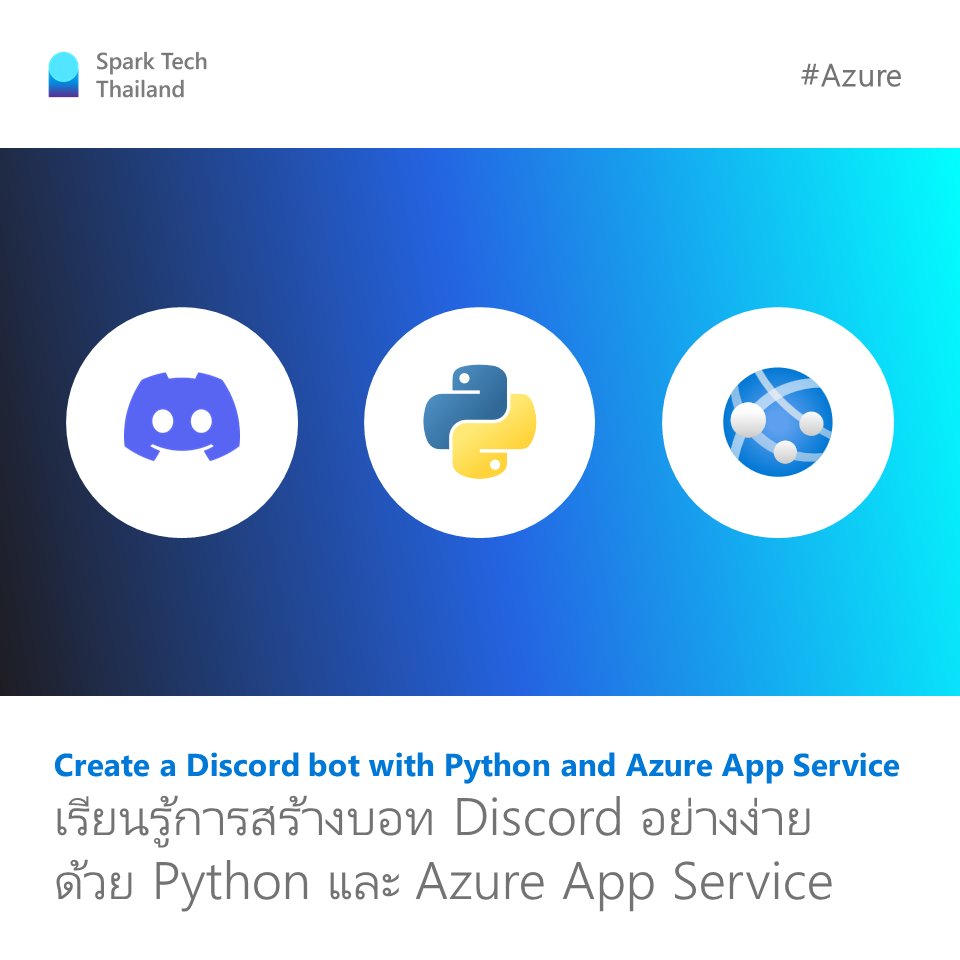 Spark Tech
Thailand
#Azure
Create a Discord bot with Python and Azure App Service
เรียนรู้การสร้างบอท Discord อย่างง่าย
ด้วย Python และ Azure App Service